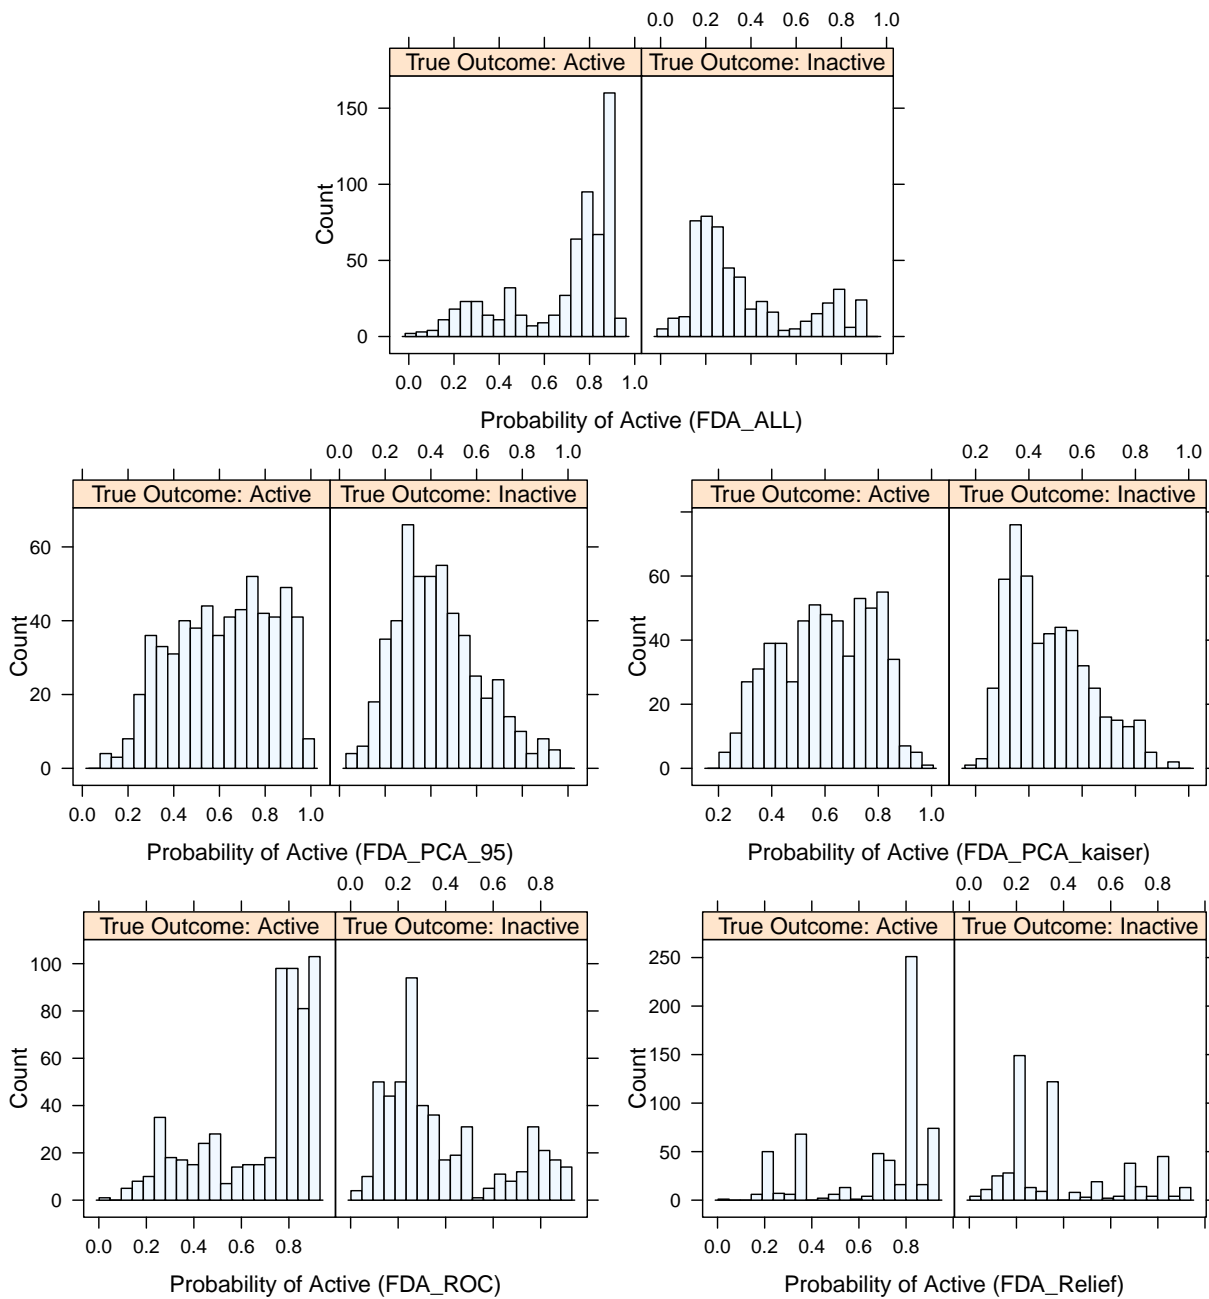 0.0 0.2 0.4 0.6 0.8 1.0
True Outcome: Active True Outcome: Inactive
150
100
50
0
Count
0.0 0.2 0.4 0.6 0.8 1.0
Probability of Active (FDA_ALL)
0.0 0.2 0.4 0.6 0.8 1.0
True Outcome: Active True Outcome: Inactive
60
40
20
0
Count
0.0 0.2 0.4 0.6 0.8 1.0
Probability of Active (FDA_PCA_95)
0.2 0.4 0.6 0.8 1.0
True Outcome: Active True Outcome: Inactive
60
40
20
0
Count
0.2 0.4 0.6 0.8 1.0
Probability of Active (FDA_PCA_kaiser)
0.0 0.2 0.4 0.6 0.8
True Outcome: Active True Outcome: Inactive
100
80
60
40
20
0
Count
0.0 0.2 0.4 0.6 0.8
Probability of Active (FDA_ROC)
0.0 0.2 0.4 0.6 0.8
True Outcome: Active True Outcome: Inactive
250
200
150
100
50
0
Count
0.0 0.2 0.4 0.6 0.8
Probability of Active (FDA_Relief)